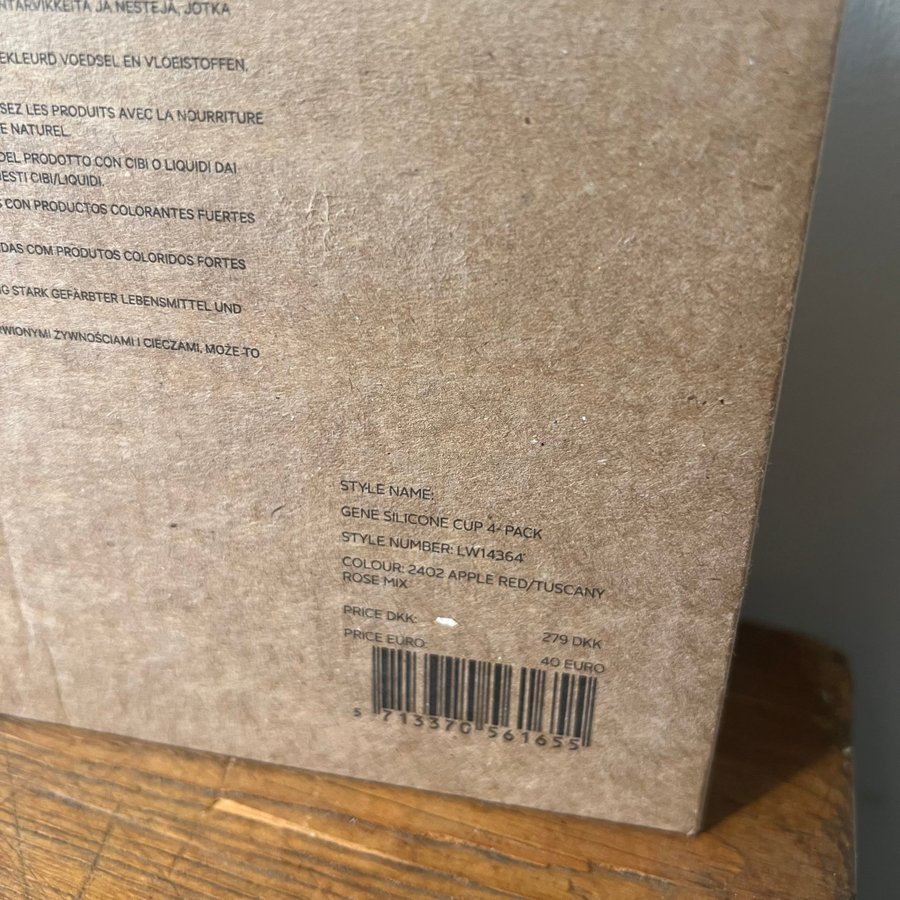 NTARVIKKEITA JA NESTEJÄ, JOTKA
EKLEURD VOEDSEL EN VLOEISTOFFEN,
SEZ LES PRODUITS AVEC LA NOURRITURE
E NATUREL.
DEL PRODOTTO CON CIBI O LIQUIDI DAI
ESTI CIBI/LIQUIDI.
S CON PRODUCTOS COLORANTES FUERTES
DAS COM PRODUTOS COLORIDOS FORTES
G STARK GEFÄRBTER LEBENSMITTEL UND
RWIONYMI ŻYWNOŚCIAMI I CIECZAMI, MOŻE TO
STYLE NAME:
GENE SILICONE CUP 4-PACK
STYLE NUMBER: LW14364
COLOUR: 2402 APPLE RED/TUSCANY
ROSE MIX
PRICE DKK: 279 DKK
PRICE EURO: 40 EURO
5 713370 561655